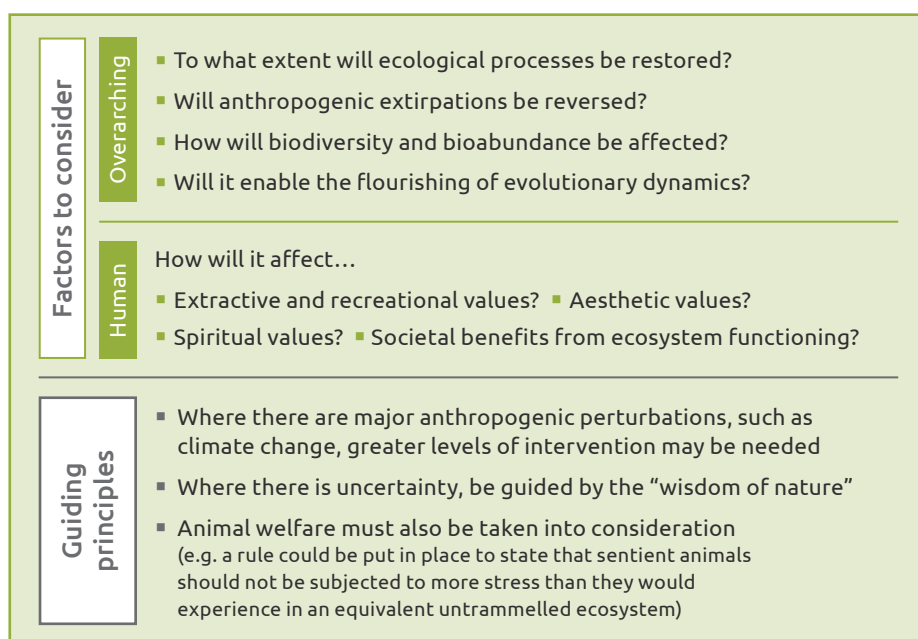 Factors to consider
Overarching
▪ To what extent will ecological processes be restored?
▪ Will anthropogenic extirpations be reversed?
▪ How will biodiversity and bioabundance be affected?
▪ Will it enable the flourishing of evolutionary dynamics?
Human
How will it affect…
▪ Extractive and recreational values? ▪ Aesthetic values?
▪ Spiritual values? ▪ Societal benefits from ecosystem functioning?
Guiding
principles
▪ Where there are major anthropogenic perturbations, such as
climate change, greater levels of intervention may be needed
▪ Where there is uncertainty, be guided by the “wisdom of nature”
▪ Animal welfare must also be taken into consideration
(e.g. a rule could be put in place to state that sentient animals
should not be subjected to more stress than they would
experience in an equivalent untrammelled ecosystem)